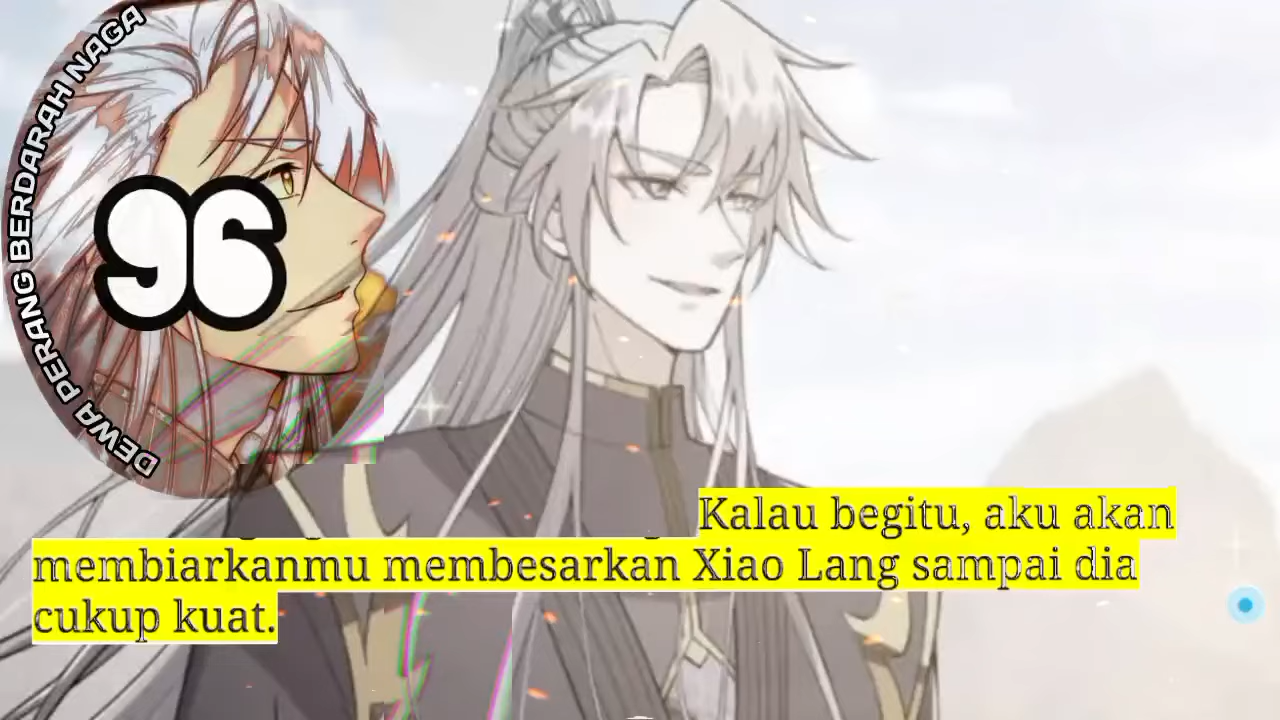 DEWA PERANG BERDARAH NAGA
96
Kalau begitu, aku akan
membiarkanmu membesarkan Xiao Lang sampai dia
cukup kuat.